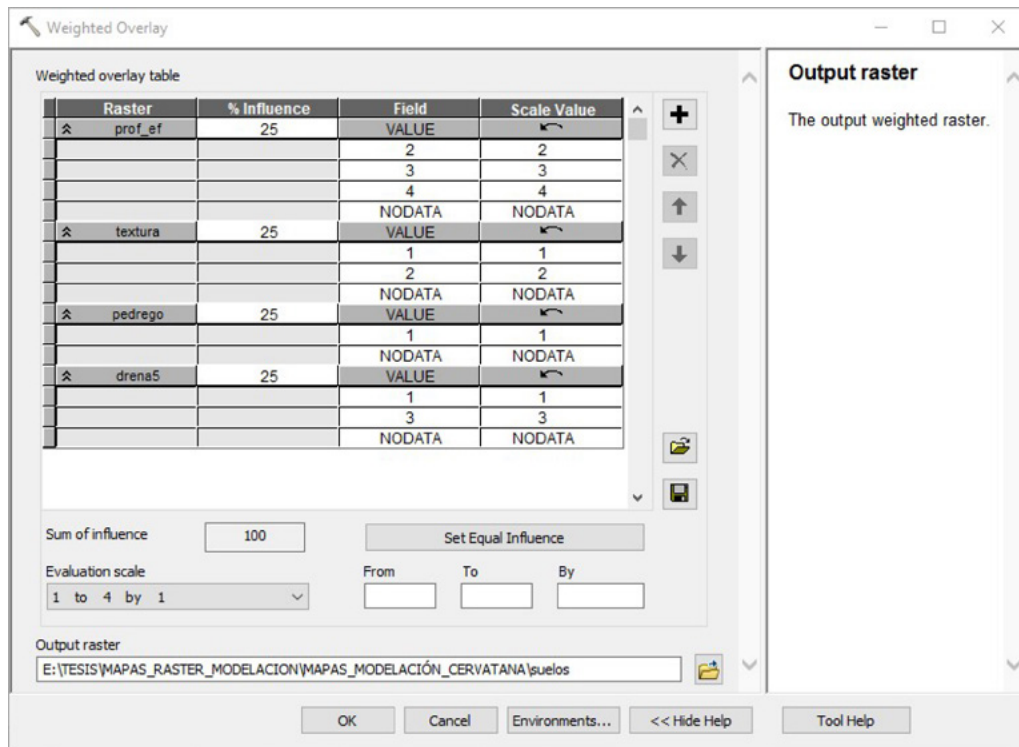 Weighted Overlay
Weighted overlay table
Raster % Influence Field Scale Value
prof_ef 25 VALUE
2 2
3 3
4 4
NODATA NODATA
textura 25 VALUE
1 1
2 2
NODATA NODATA
pedrego 25 VALUE
1 1
NODATA NODATA
drena5 25 VALUE
1 1
3 3
NODATA NODATA
Sum of influence 100 Set Equal Influence
Evaluation scale From To By
1 to 4 by 1
Output raster
E:\TESIS\MAPAS_RASTER_MODELACION\MAPAS_MODELACIÓN_CERVATANA\suelos
OK Cancel Environments... << Hide Help Tool Help
Output raster
The output weighted raster.